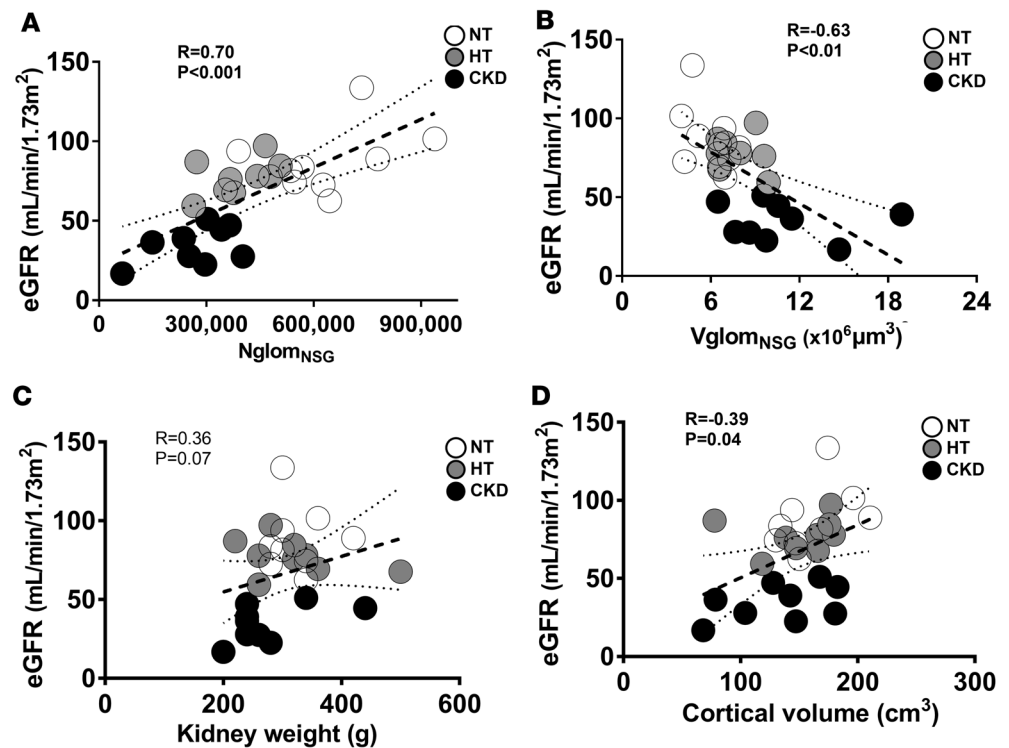 A
R=0.70
P<0.001
NT
HT
CKD
eGFR (mL/min/1.73m²)
150
100
50
0
0 300,000 600,000 900,000
Nglom_NSG
B
R=-0.63
P<0.01
NT
HT
CKD
eGFR (mL/min/1.73m²)
150
100
50
0
0 6 12 18 24
Vglom_NSG (x10⁶µm³)
C
R=0.36
P=0.07
NT
HT
CKD
eGFR (mL/min/1.73m²)
150
100
50
0
0 200 400 600
Kidney weight (g)
D
R=-0.39
P=0.04
NT
HT
CKD
eGFR (mL/min/1.73m²)
150
100
50
0
0 100 200 300
Cortical volume (cm³)